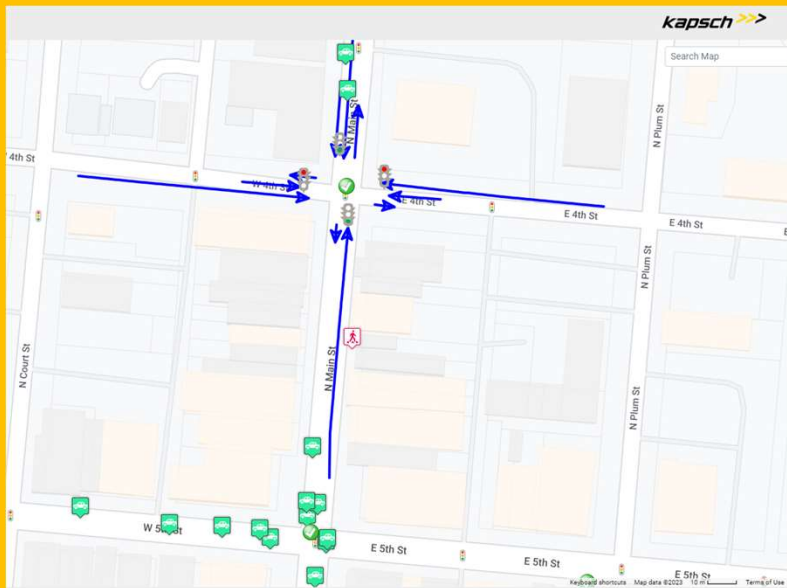 kapsch >>>
Search Map
N Main St
N Plum St
W 4th St
W 4th St
E 4th St
E 4th St
E 4th St
E
N Plum St
N Court St
N Main St
N Plum St
W 5th St
E 5th St
E 5th St
E 5th St
Keyboard shortcuts Map data ©2023 10 m Terms of Use